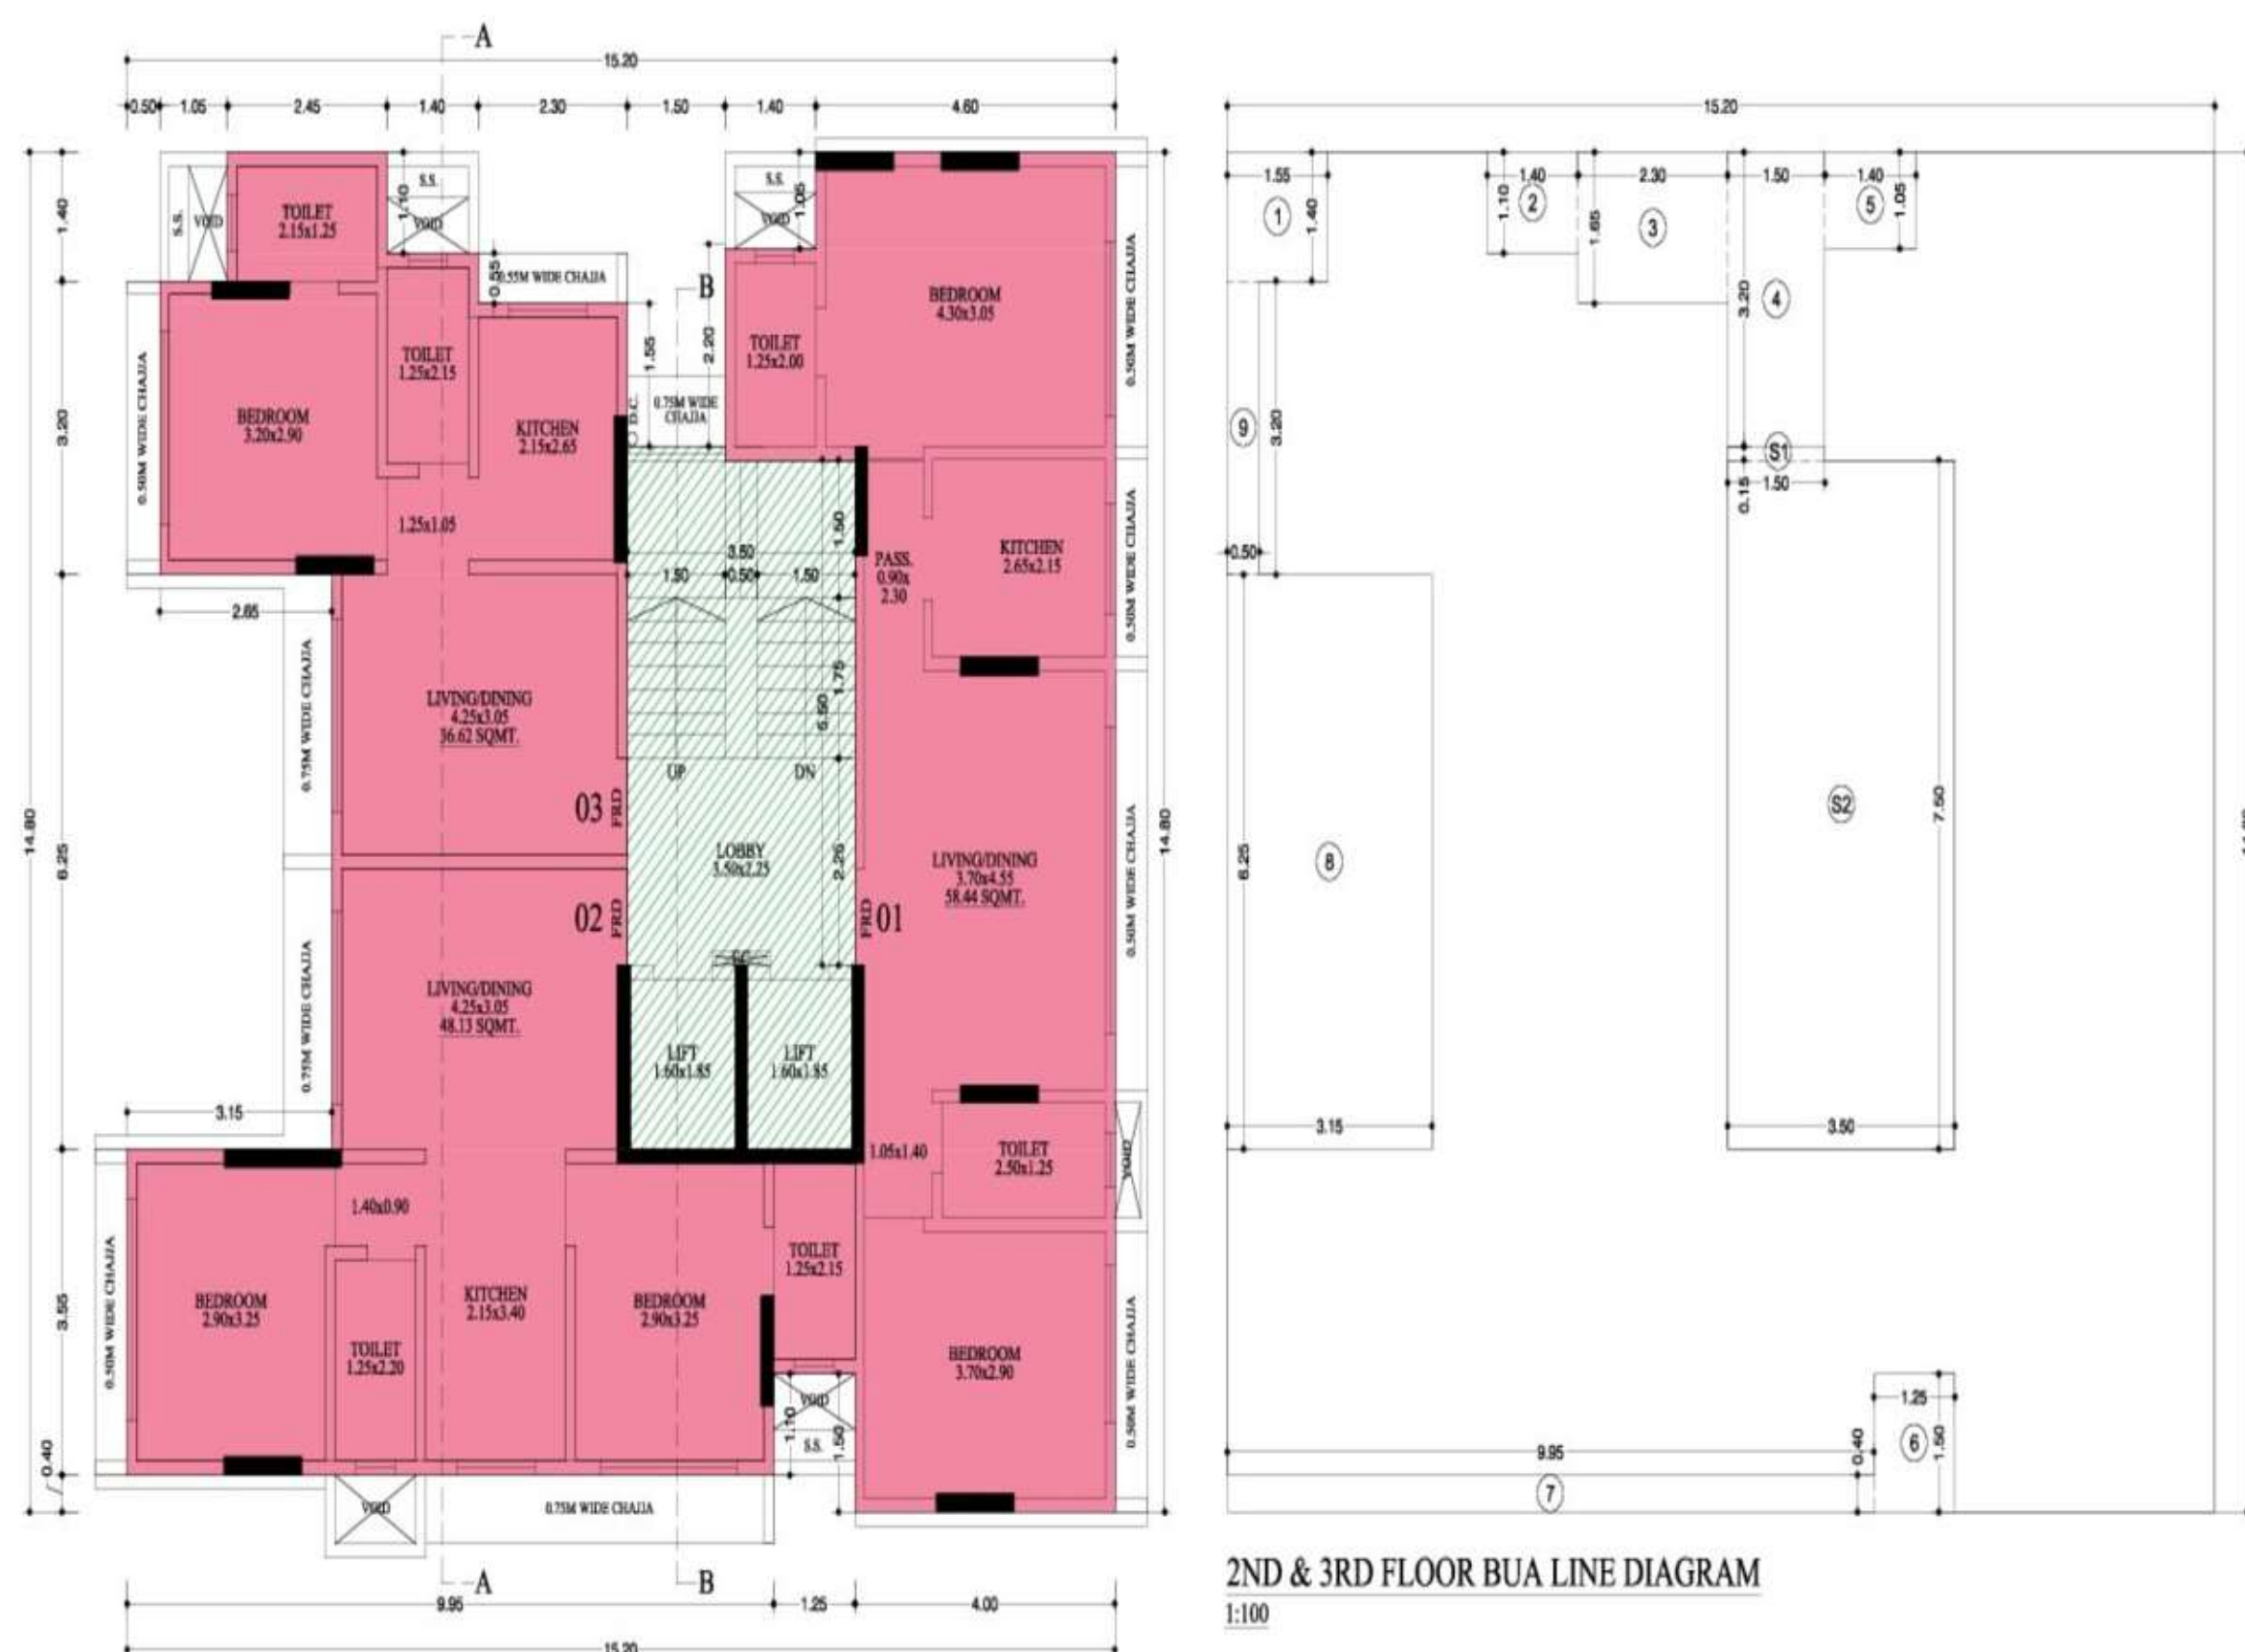 A
15.20
0.50
1.05
2.45
1.40
2.30
1.50
1.40
4.60
S.S.
VOID
TOILET
2.15x1.25
S.S.
VOID
1.10
S.S.
VOID
1.05
1.40
0.55
0.55M WIDE CHAJJA
B
BEDROOM
4.30x3.05
0.50M WIDE CHAJJA
TOILET
1.25x2.15
1.55
2.20
TOILET
1.25x2.00
BEDROOM
3.20x2.90
KITCHEN
2.15x2.65
D.C.
0.75M WIDE
CHAJJA
0.50M WIDE CHAJJA
3.20
1.25x1.05
1.50
3.50
1.50
0.50
1.50
PASS.
0.90x
2.30
KITCHEN
2.65x2.15
0.50M WIDE CHAJJA
2.65
0.75M WIDE CHAJJA
LIVING/DINING
4.25x3.05
36.62 SQMT.
1.75
5.50
UP
DN
03
FRD
14.80
6.25
LOBBY
3.50x2.25
2.25
LIVING/DINING
3.70x4.55
58.44 SQMT.
0.50M WIDE CHAJJA
14.80
02
FRD
FRD
01
0.75M WIDE CHAJJA
LIVING/DINING
4.25x3.05
48.13 SQMT.
LIFT
1.60x1.85
LIFT
1.60x1.85
3.15
1.05x1.40
TOILET
2.50x1.25
VOID
1.40x0.90
0.50M WIDE CHAJJA
BEDROOM
2.90x3.25
TOILET
1.25x2.20
KITCHEN
2.15x3.40
BEDROOM
2.90x3.25
TOILET
1.25x2.15
BEDROOM
3.70x2.90
0.50M WIDE CHAJJA
3.55
VOID
1.10
S.S.
1.50
0.40
VOID
0.75M WIDE CHAJJA
A
B
9.95
1.25
4.00
15.20
15.20
1.55
1
1.40
1.40
1.10
2
2.30
1.65
3
1.50
3.20
4
1.40
5
1.05
9
3.20
S1
0.15
1.50
0.50
6.25
8
3.15
S2
7.50
3.50
1.25
9.95
0.40
6
1.50
7
2ND & 3RD FLOOR BUA LINE DIAGRAM
1:100